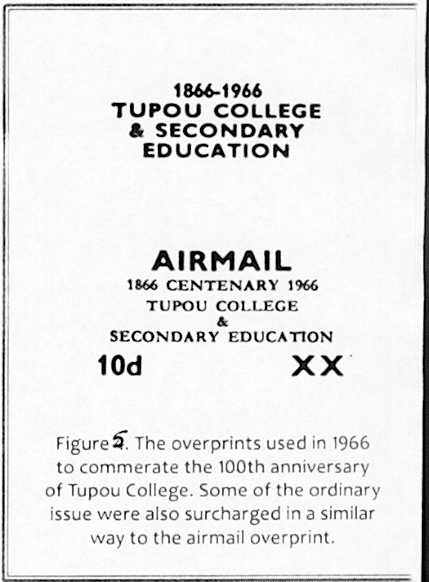 1866-1966
TUPOU COLLEGE
& SECONDARY
EDUCATION
AIRMAIL
1866 CENTENARY 1966
TUPOU COLLEGE
&
SECONDARY EDUCATION
10d XX
Figure 5. The overprints used in 1966
to commerate the 100th anniversary
of Tupou College. Some of the ordinary
issue were also surcharged in a similar
way to the airmail overprint.